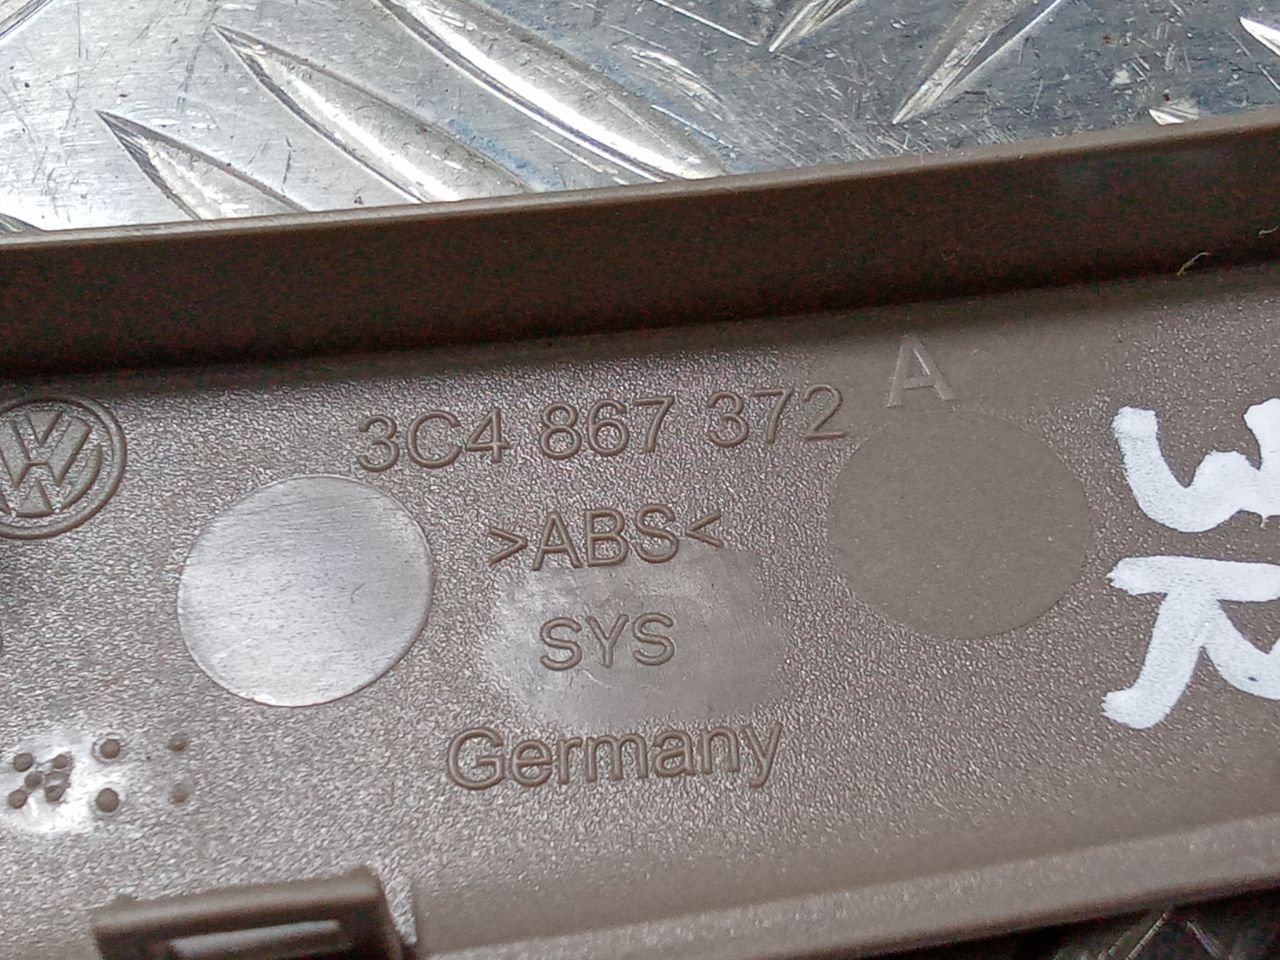 3C4 867 372 A
>ABS<
SYS
Germany